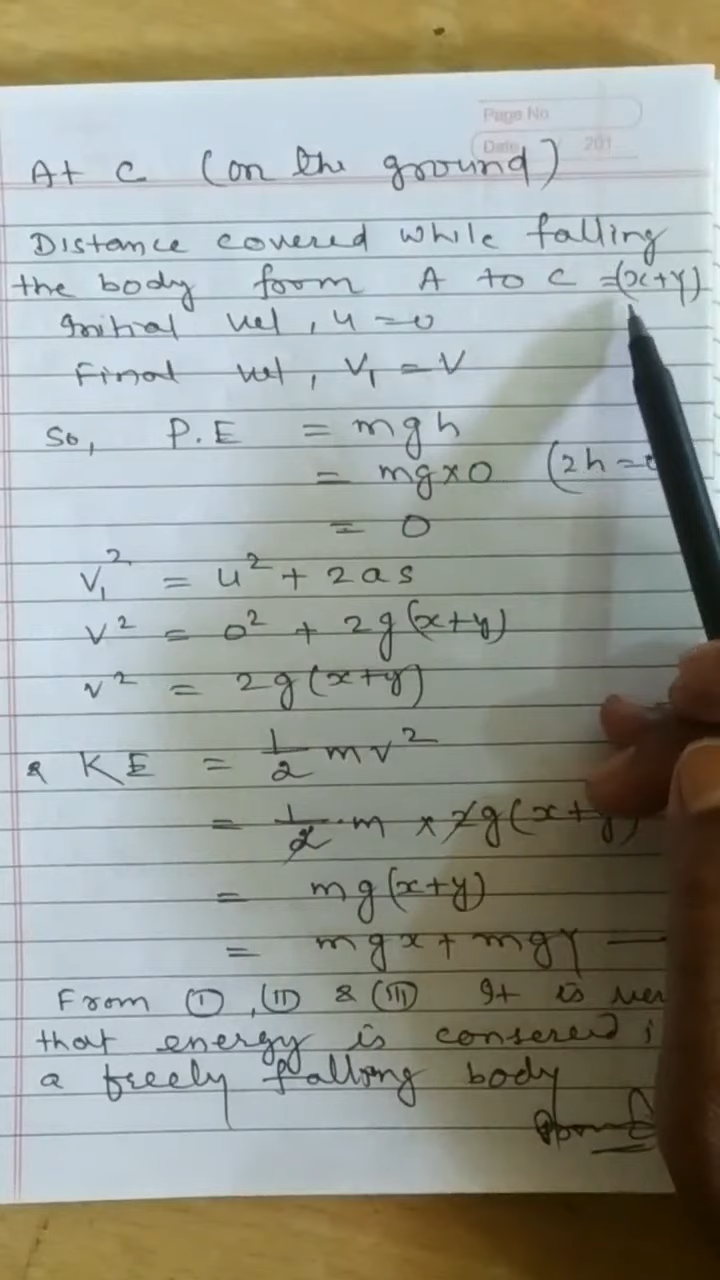 Page No
Date 201
At C (on the ground)
Distance covered while falling
the body from A to C =(x+y)
Initial vel, u = 0
Final vel, V₁ = V
So, P.E = mgh
= mg×0 (2h =
= 0
V₁² = u² + 2as
v² = 0² + 2g(x+y)
v² = 2g(x+y)
& KE = 1/2 mv²
= 1/2 · m × 2g(x+y)
= mg(x+y)
= mgx + mgy —
From (I), (II) & (III) It is
that energy is consered
a freely falling body